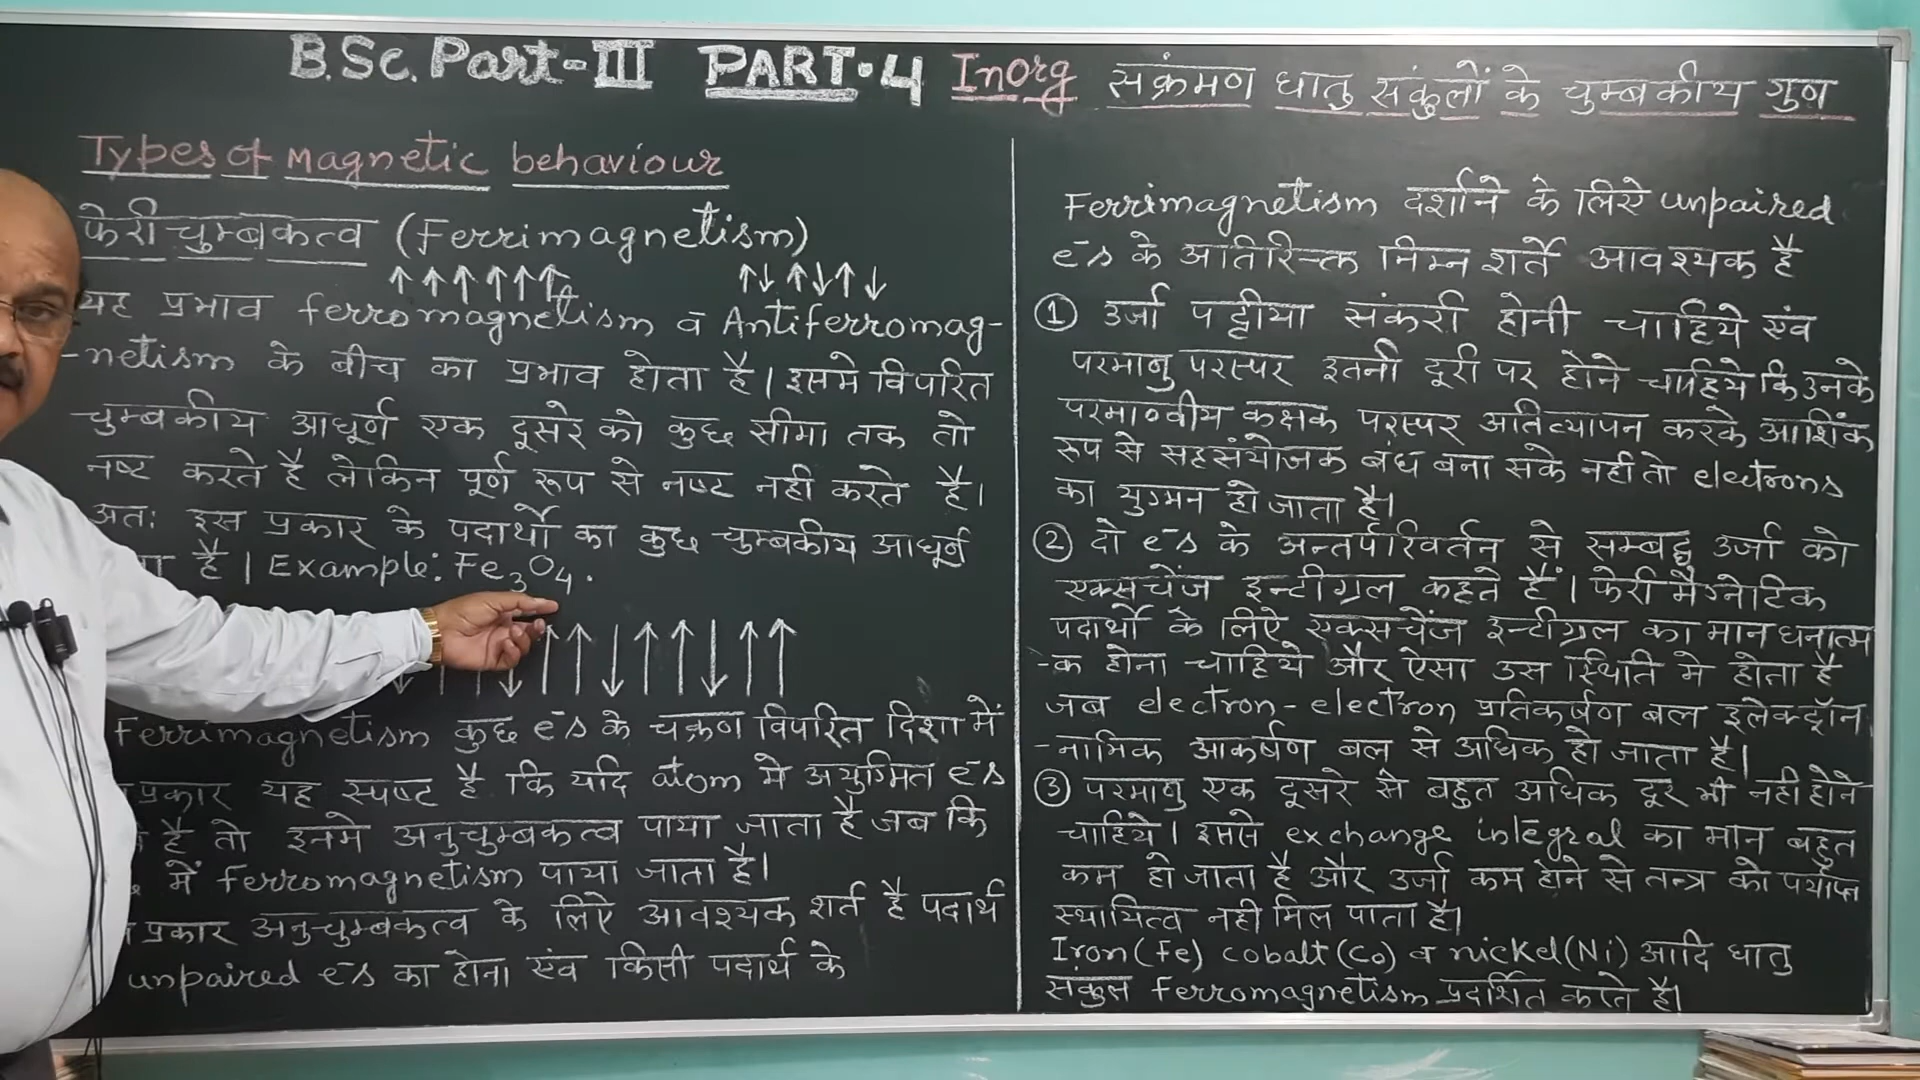 B.Sc. Part-III PART·4 Inorg संक्रमण धातु संकुलों के चुम्बकीय गुण
Types of Magnetic behaviour
फेरी चुम्बकत्व (Ferrimagnetism)
यह प्रभाव ferromagnetism व Antiferromag-
-netism के बीच का प्रभाव होता है। इसमे विपरित
चुम्बकीय आधूर्ण एक दूसरे को कुछ सीमा तक तो
नष्ट करते है लेकिन पूर्ण रूप से नष्ट नही करते है।
अतः इस प्रकार के पदार्थो का कुछ चुम्बकीय आधूर्ण
है। Example: Fe3O4.
Ferrimagnetism कुछ e⁻s के चक्रण विपरित दिशा में
प्रकार यह स्पष्ट है कि यदि atom मे अयुग्मित e⁻s
है तो इनमे अनुचुम्बकत्व पाया जाता है जब कि
में ferromagnetism पाया जाता है।
प्रकार अनुचुम्बकत्व के लिए आवश्यक शर्त है पदार्थ
unpaired e⁻s का होना एंव किसी पदार्थ के
Ferrimagnetism दर्शाने के लिऐ unpaired
e⁻s के अतिरिक्त निम्न शर्ते आवश्यक है
① उर्जा पट्टीया संकरी होनी चाहिये एंव
परमाणु परस्पर इतनी दूरी पर होने चाहिये कि उनके
परमाण्वीय कक्षक परस्पर अतिव्यापन करके आशिंक
रूप से सहसंयोजक बंध बना सके नही तो electrons
का युग्मन हो जाता है।
② दो e⁻s के अन्तर्परिवर्तन से सम्बद्ध उर्जा को
एक्सचेंज इन्टीग्रल कहते हैं। फेरी मैग्नेटिक
पदार्थो के लिऐ एक्सचेंज इन्टीग्रल का मान धनात्म
-क होना चाहिये और ऐसा उस स्थिति मे होता है
जब electron-electron प्रतिकर्षण बल इलेक्ट्रॉन
-नाभिक आकर्षण बल से अधिक हो जाता है।
③ परमाणु एक दूसरे से बहुत अधिक दूर भी नही होने
चाहिये। इससे exchange integral का मान बहुत
कम हो जाता है और उर्जा कम होने से तन्त्र को पर्याप्त
स्थायित्व नही मिल पाता है।
Iron(Fe) cobalt(Co) व nickel(Ni) आदि धातु
संकुल ferromagnetism प्रदर्शित करते है।